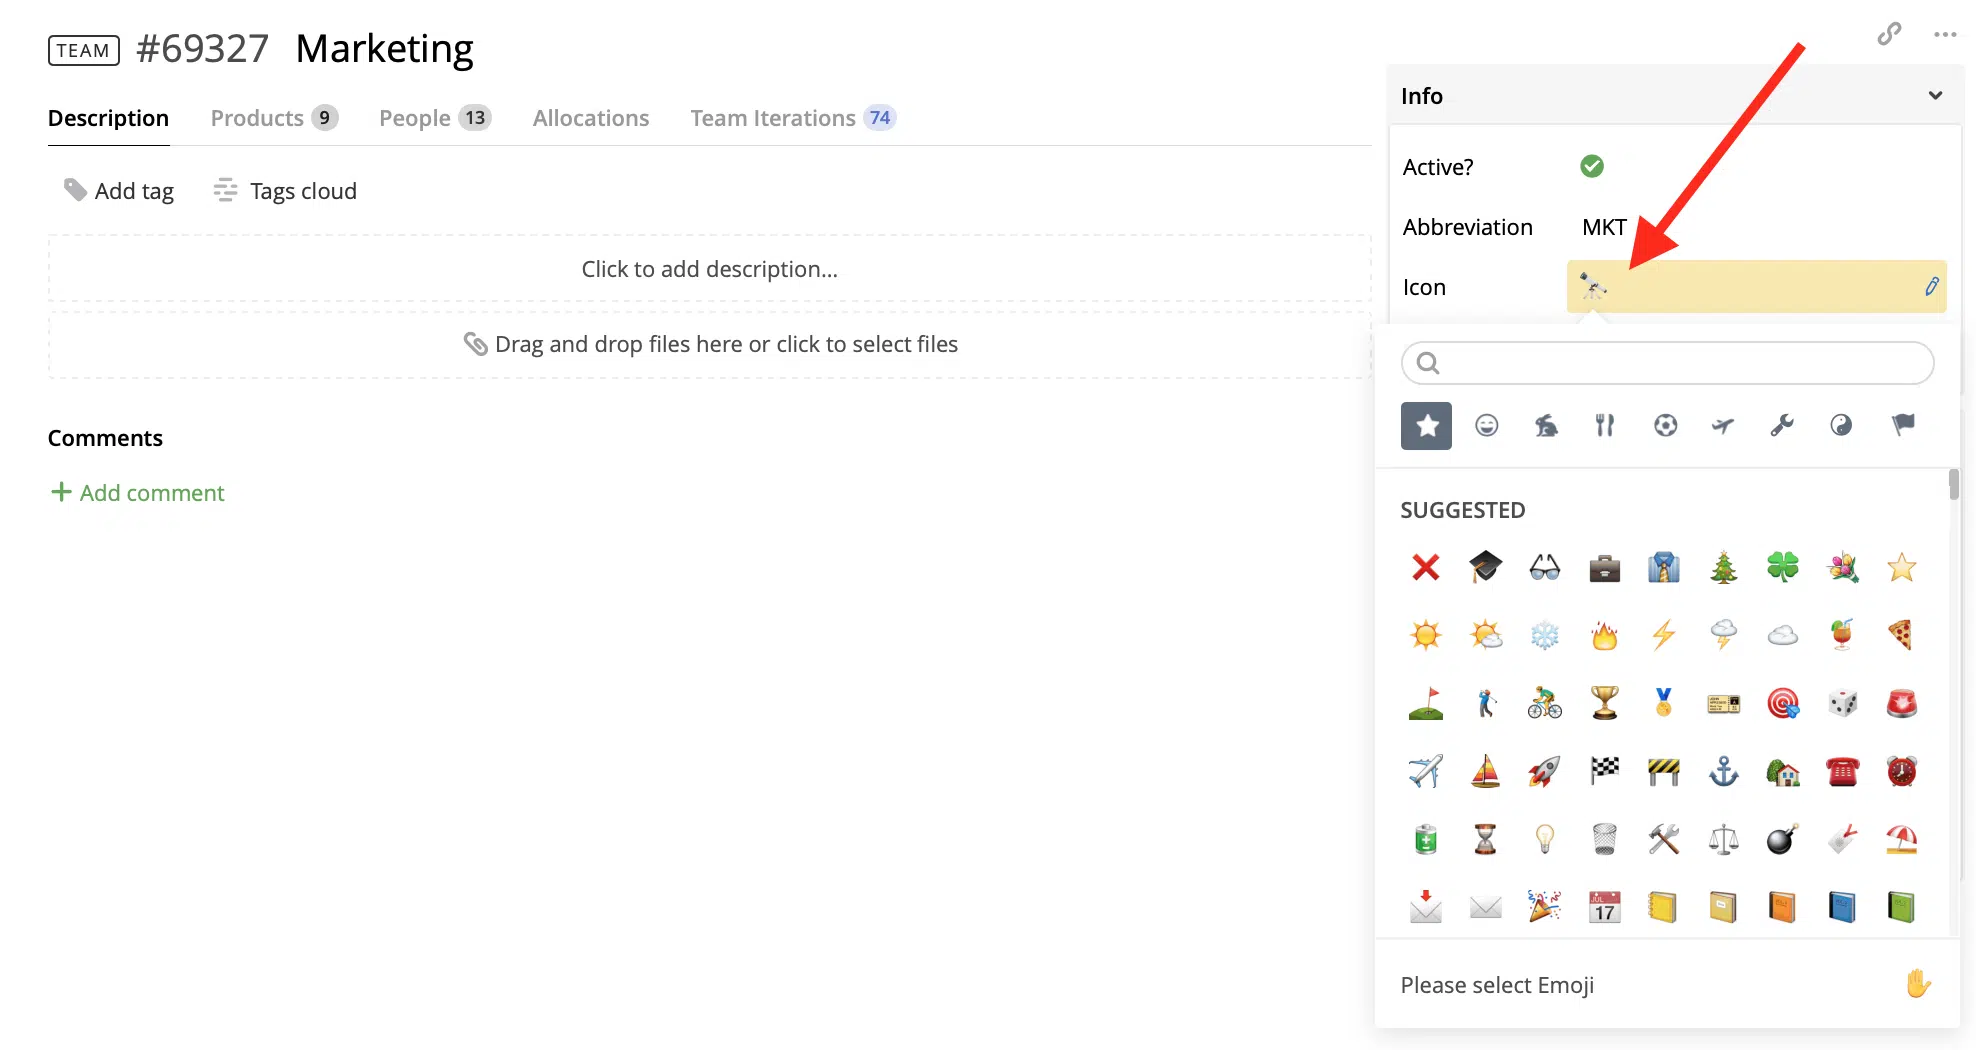 TEAM #69327 Marketing
Description Products 9 People 13 Allocations Team Iterations 74
Add tag Tags cloud
Click to add description...
Drag and drop files here or click to select files
Comments
+ Add comment
Info
Active?
Abbreviation MKT
Icon
SUGGESTED
JUL
17
Please select Emoji